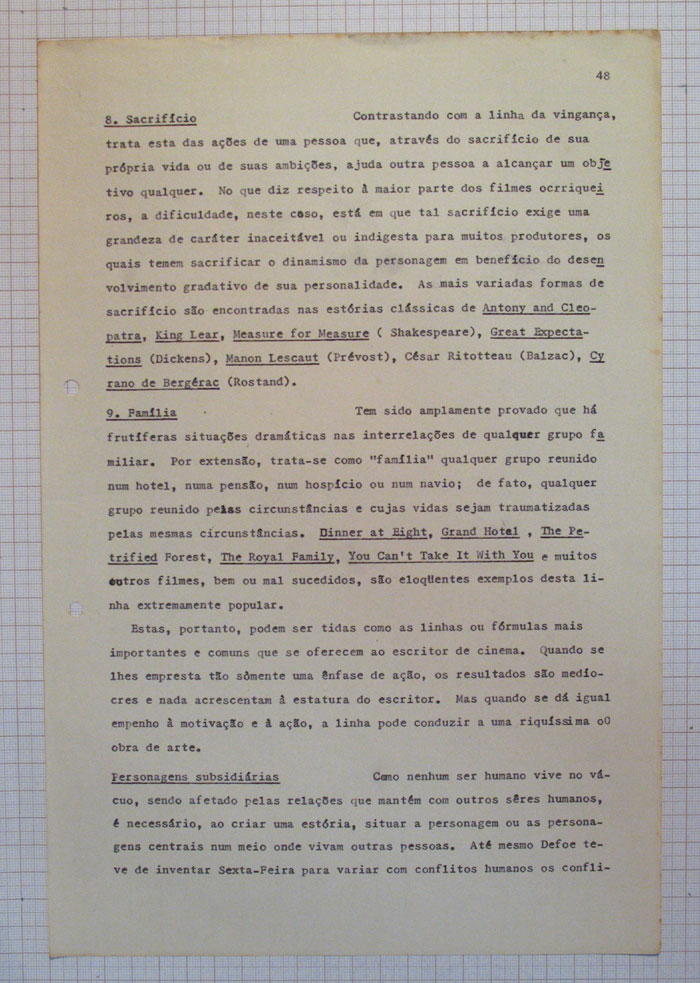 48
8. Sacrifício Contrastando com a linha da vingança,
trata esta das ações de uma pessoa que, através do sacrifício de sua
própria vida ou de suas ambições, ajuda outra pessoa a alcançar um obje
tivo qualquer. No que diz respeito à maior parte dos filmes ocrriquei
ros, a dificuldade, neste caso, está em que tal sacrifício exige uma
grandeza de caráter inaceitável ou indigesta para muitos produtores, os
quais temem sacrificar o dinamismo da personagem em benefício do desen
volvimento gradativo de sua personalidade. As mais variadas formas de
sacrifício são encontradas nas estórias clássicas de Antony and Cleo-
patra, King Lear, Measure for Measure ( Shakespeare), Great Expecta-
tions (Dickens), Manon Lescaut (Prévost), César Ritotteau (Balzac), Cy
rano de Bergérac (Rostand).
9. Família Tem sido amplamente provado que há
frutíferas situações dramáticas nas interrelações de qualquer grupo fa
miliar. Por extensão, trata-se como "família" qualquer grupo reunido
num hotel, numa pensão, num hospício ou num navio; de fato, qualquer
grupo reunido pelas circunstâncias e cujas vidas sejam traumatizadas
pelas mesmas circunstâncias. Dinner at Eight, Grand Hotel , The Pe-
trified Forest, The Royal Family, You Can't Take It With You e muitos
outros filmes, bem ou mal sucedidos, são eloqüentes exemplos desta li-
nha extremamente popular.
Estas, portanto, podem ser tidas como as linhas ou fórmulas mais
importantes e comuns que se oferecem ao escritor de cinema. Quando se
lhes empresta tão sòmente uma ênfase de ação, os resultados são medío-
cres e nada acrescentam à estatura do escritor. Mas quando se dá igual
empenho à motivação e à ação, a linha pode conduzir a uma riquíssima oO
obra de arte.
Personagens subsidiárias Como nenhum ser humano vive no vá-
cuo, sendo afetado pelas relações que mantém com outros sêres humanos,
é necessário, ao criar uma estória, situar a personagem ou as persona-
gens centrais num meio onde vivam outras pessoas. Até mesmo Defoe te-
ve de inventar Sexta-Feira para variar com conflitos humanos os confli-